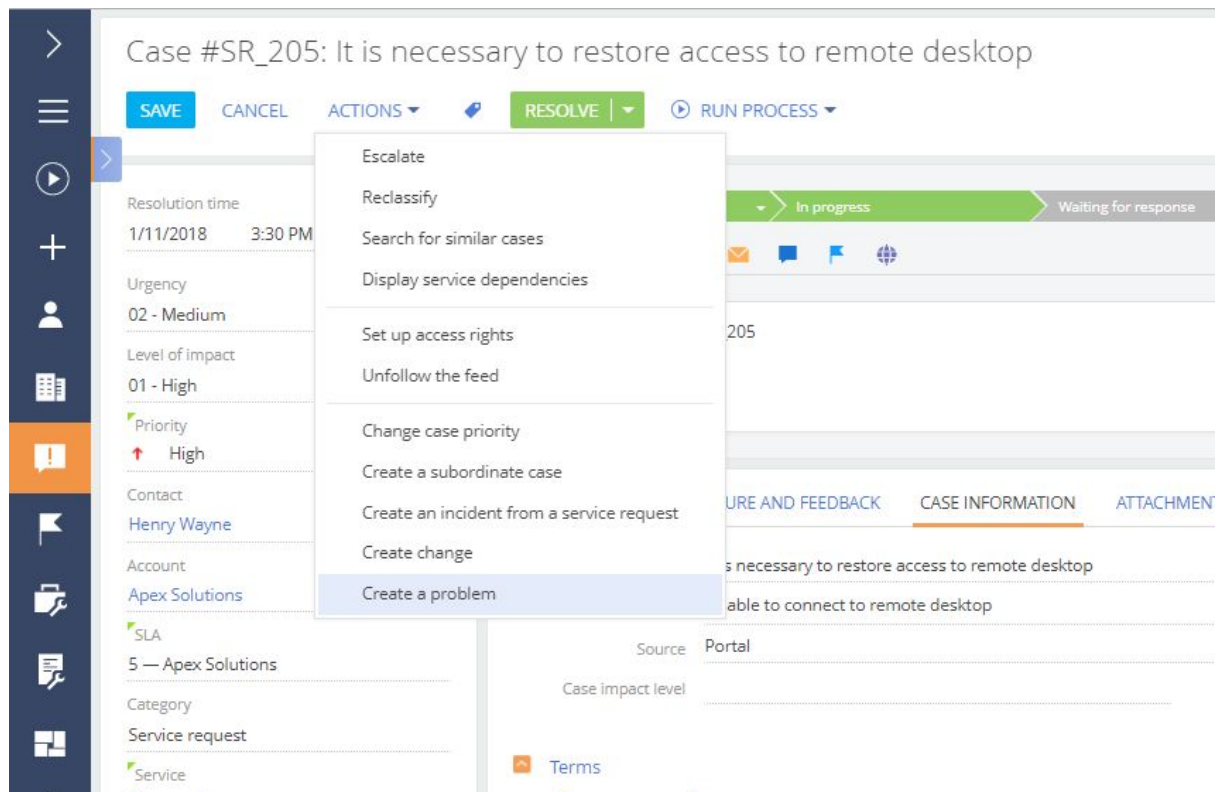 Case #SR_205: It is necessary to restore access to remote desktop
SAVE CANCEL ACTIONS RESOLVE RUN PROCESS
Escalate
Reclassify
Search for similar cases
Display service dependencies
Set up access rights
Unfollow the feed
Change case priority
Create a subordinate case
Create an incident from a service request
Create change
Create a problem
Resolution time
1/11/2018 3:30 PM
Urgency
02 - Medium
Level of impact
01 - High
Priority
High
Contact
Henry Wayne
Account
Apex Solutions
SLA
5 — Apex Solutions
Category
Service request
Service
In progress Waiting for response
205
URE AND FEEDBACK CASE INFORMATION ATTACHMENT
s necessary to restore access to remote desktop
able to connect to remote desktop
Source Portal
Case impact level
Terms